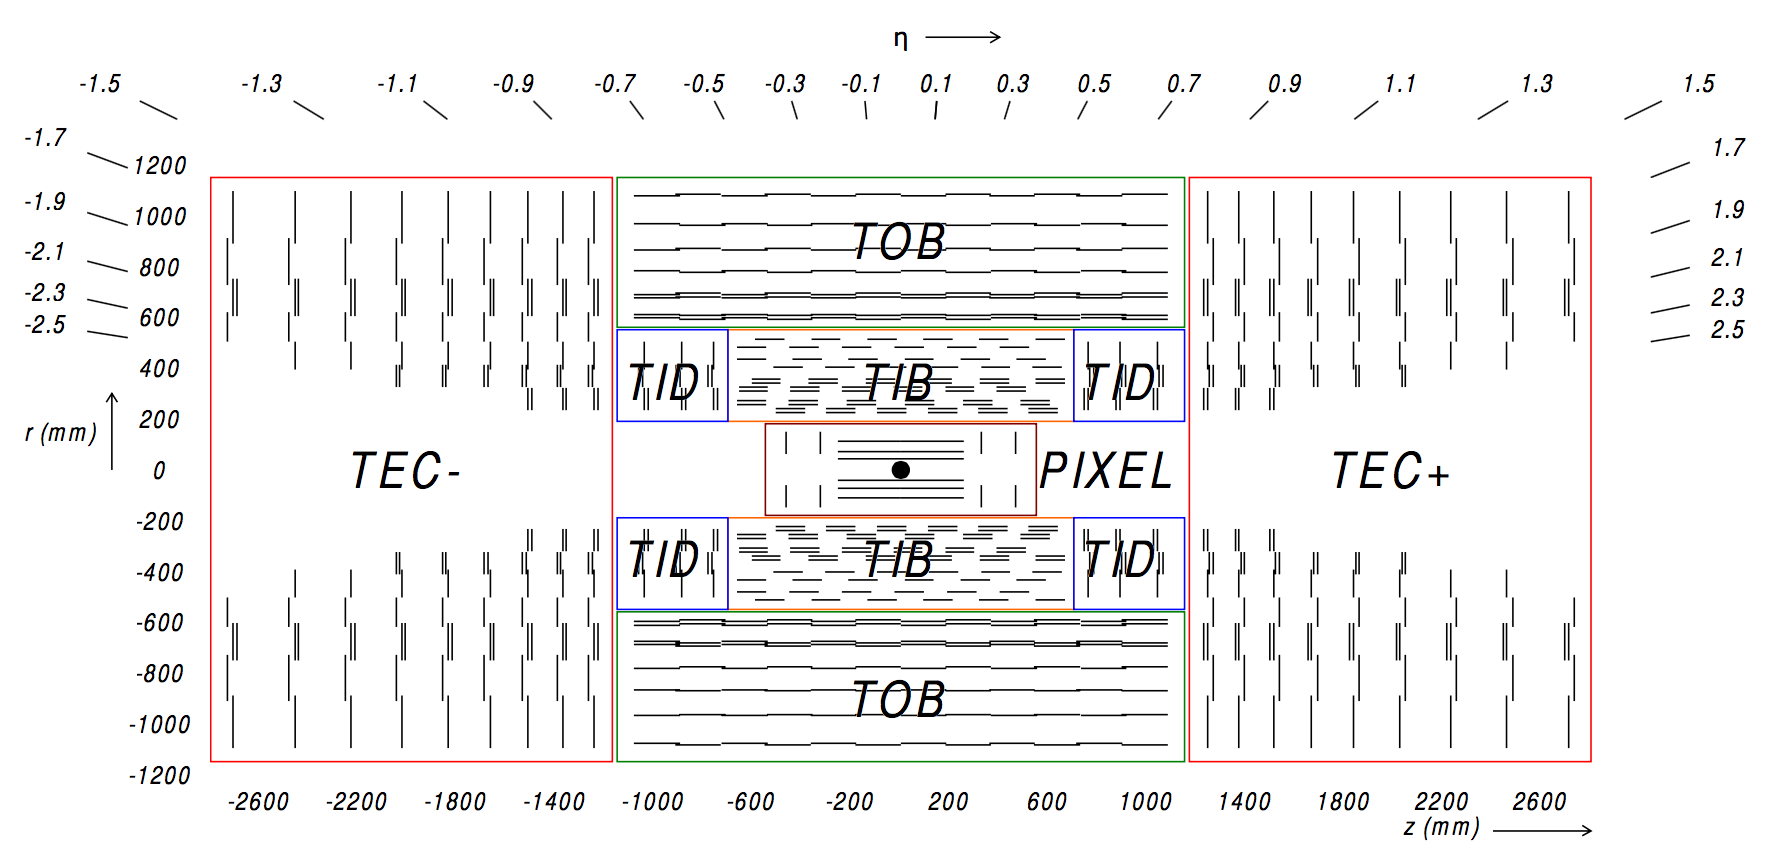 η
-1.5 -1.3 -1.1 -0.9 -0.7 -0.5 -0.3 -0.1 0.1 0.3 0.5 0.7 0.9 1.1 1.3 1.5
-1.7 1.7
1200
-1.9 1.9
1000
-2.1 2.1
800
-2.3 2.3
600
-2.5 2.5
TOB
400
TID TIB TID
200
r (mm)
0
TEC- PIXEL TEC+
-200
-400
TID TIB TID
-600
-800
TOB
-1000
-1200
-2600 -2200 -1800 -1400 -1000 -600 -200 200 600 1000 1400 1800 2200 2600
z (mm)